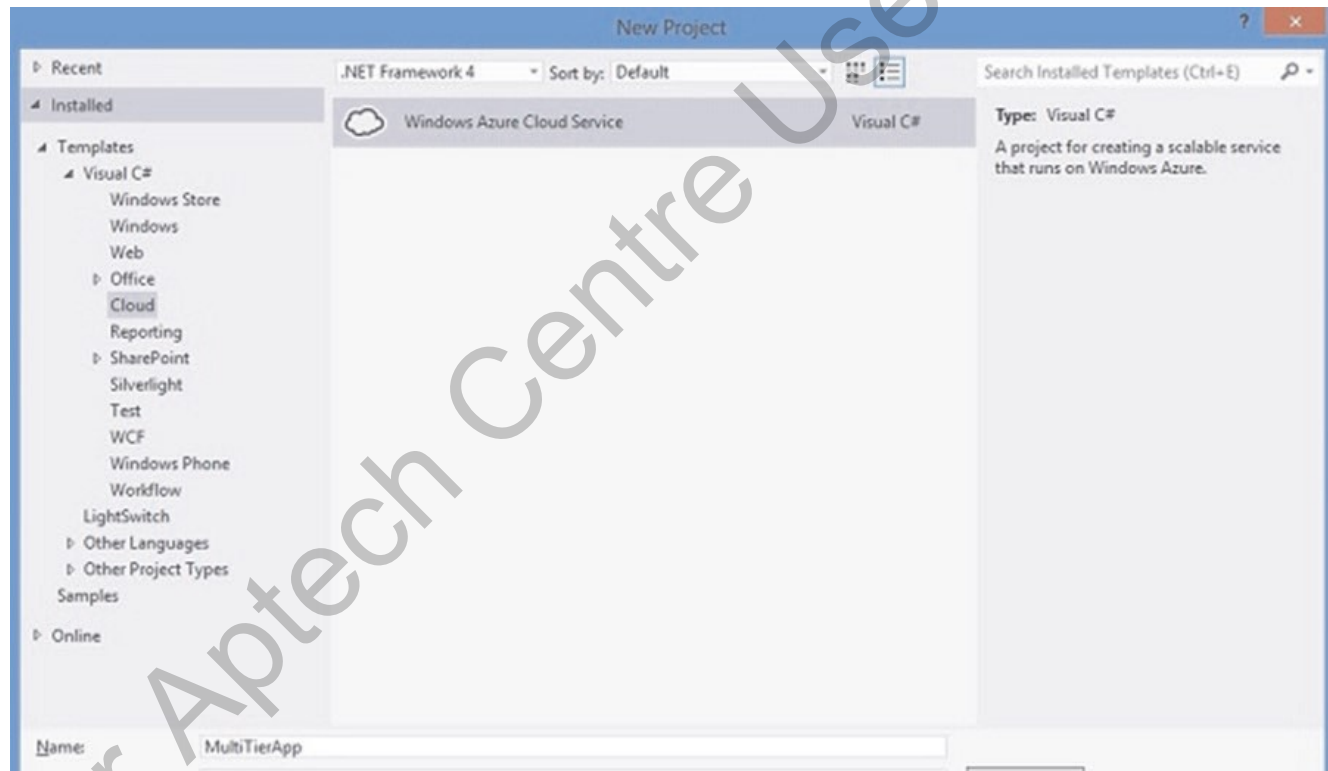 New Project
?
Recent
Installed
Templates
Visual C#
Windows Store
Windows
Web
Office
Cloud
Reporting
SharePoint
Silverlight
Test
WCF
Windows Phone
Workflow
LightSwitch
Other Languages
Other Project Types
Samples
Online
.NET Framework 4
Sort by: Default
Windows Azure Cloud Service Visual C#
Search Installed Templates (Ctrl+E)
Type: Visual C#
A project for creating a scalable service
that runs on Windows Azure.
Name: MultiTierApp
Aptech Centre Use